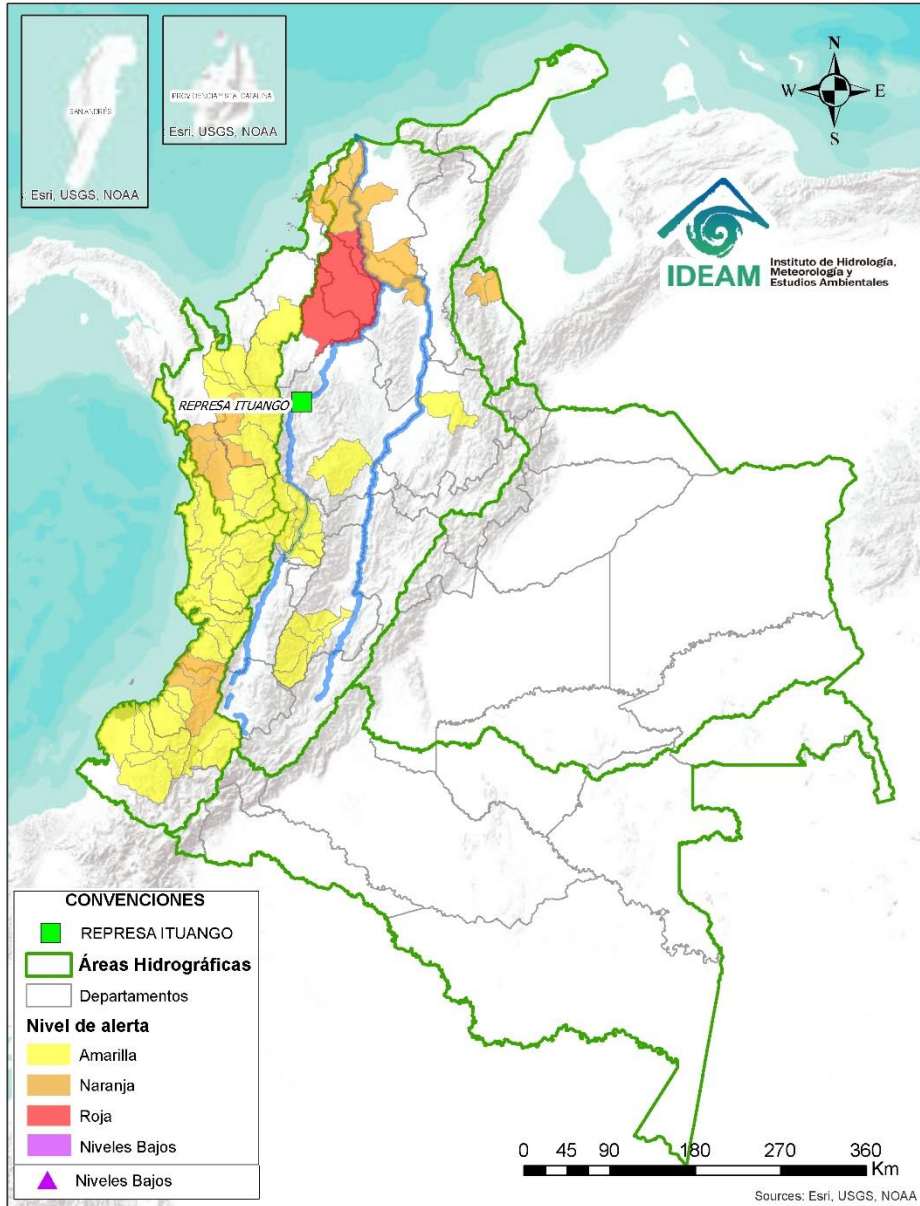 SAN ANDRÉS
: Esri, USGS, NOAA
PROVIDENCIA Y STA. CATALINA
: Esri, USGS, NOAA
N
W
E
S
IDEAM
Instituto de Hidrología,
Meteorología y
Estudios Ambientales
REPRESA ITUANGO
CONVENCIONES
REPRESA ITUANGO
Áreas Hidrográficas
Departamentos
Nivel de alerta
Amarilla
Naranja
Roja
Niveles Bajos
Niveles Bajos
0 45 90 180 270 360
Km
Sources: Esri, USGS, NOAA